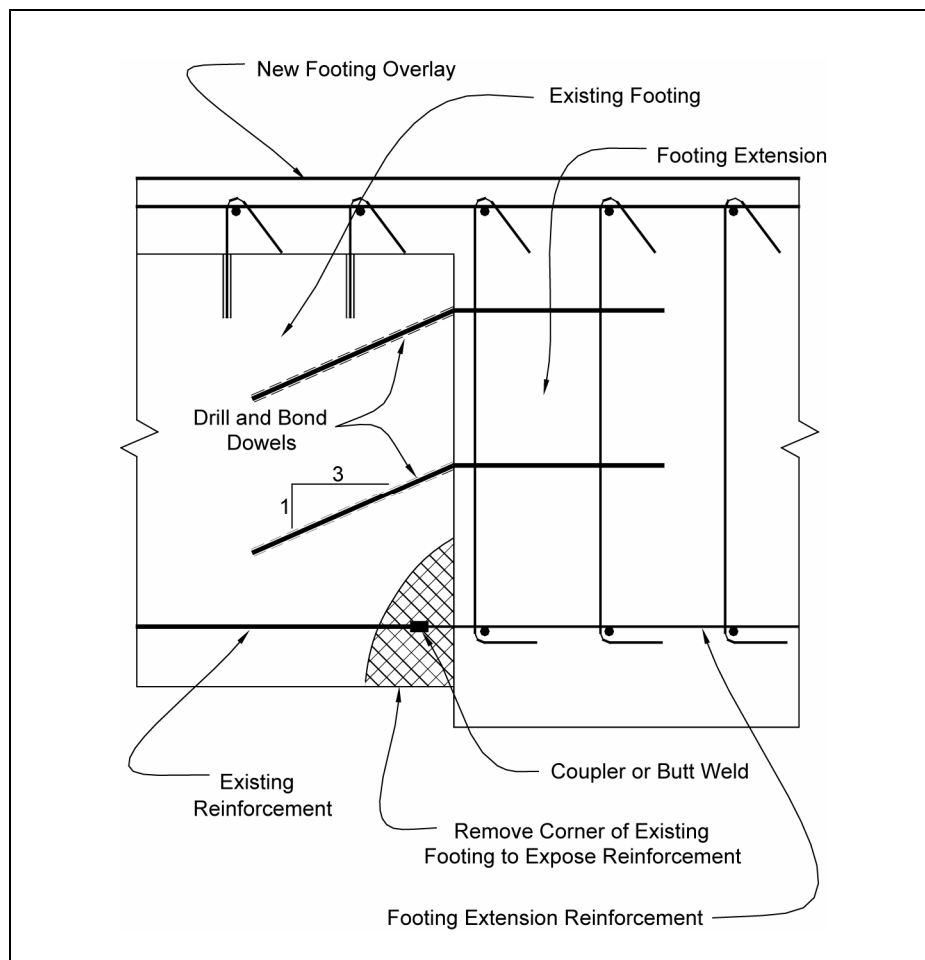 New Footing Overlay
Existing Footing
Footing Extension
Drill and Bond
Dowels
3
1
Existing
Reinforcement
Coupler or Butt Weld
Remove Corner of Existing
Footing to Expose Reinforcement
Footing Extension Reinforcement